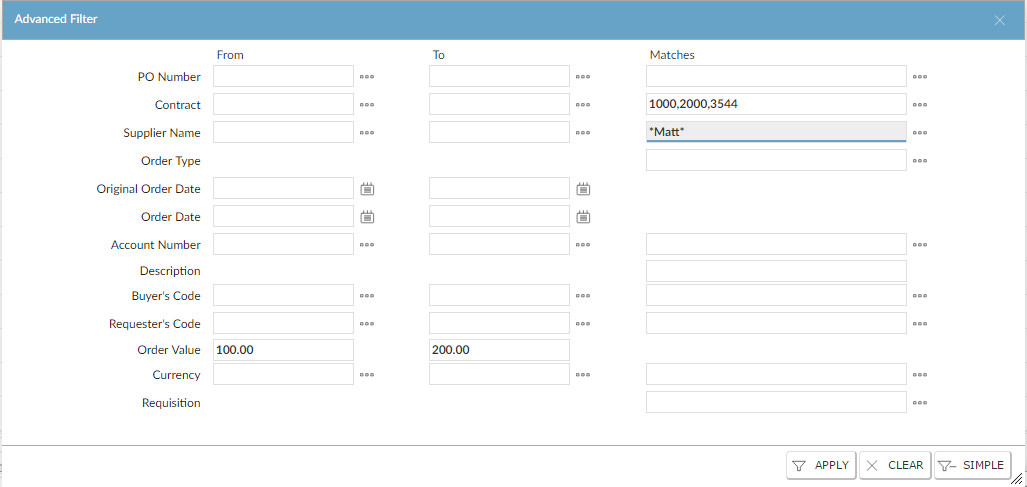 Advanced Filter
From To Matches
PO Number
Contract 1000,2000,3544
Supplier Name *Matt*
Order Type
Original Order Date
Order Date
Account Number
Description
Buyer's Code
Requester's Code
Order Value 100.00 200.00
Currency
Requisition
APPLY CLEAR SIMPLE